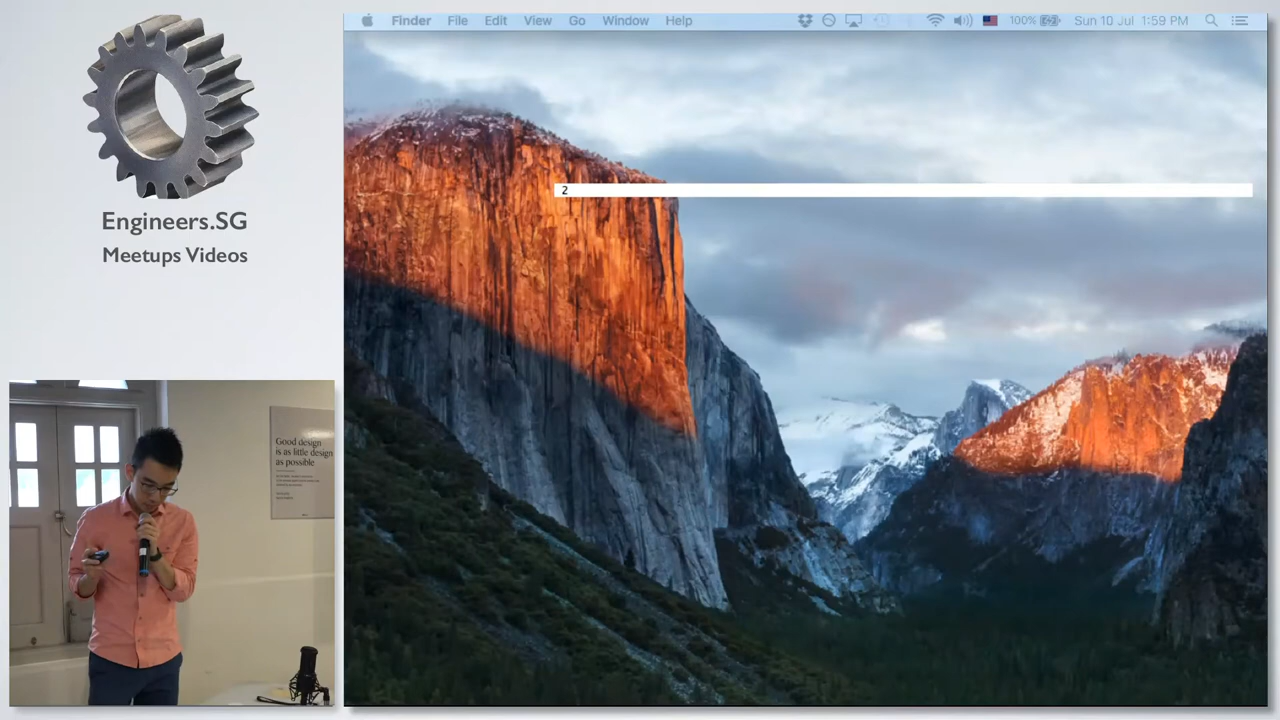 Engineers.SG
Meetups Videos
Finder File Edit View Go Window Help
100% Sun 10 Jul 1:59 PM
2
Good design
is as little design
as possible